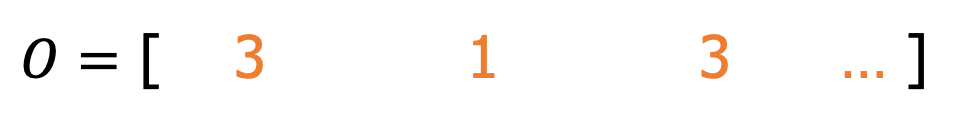 O = [ 3 1 3 ... ]